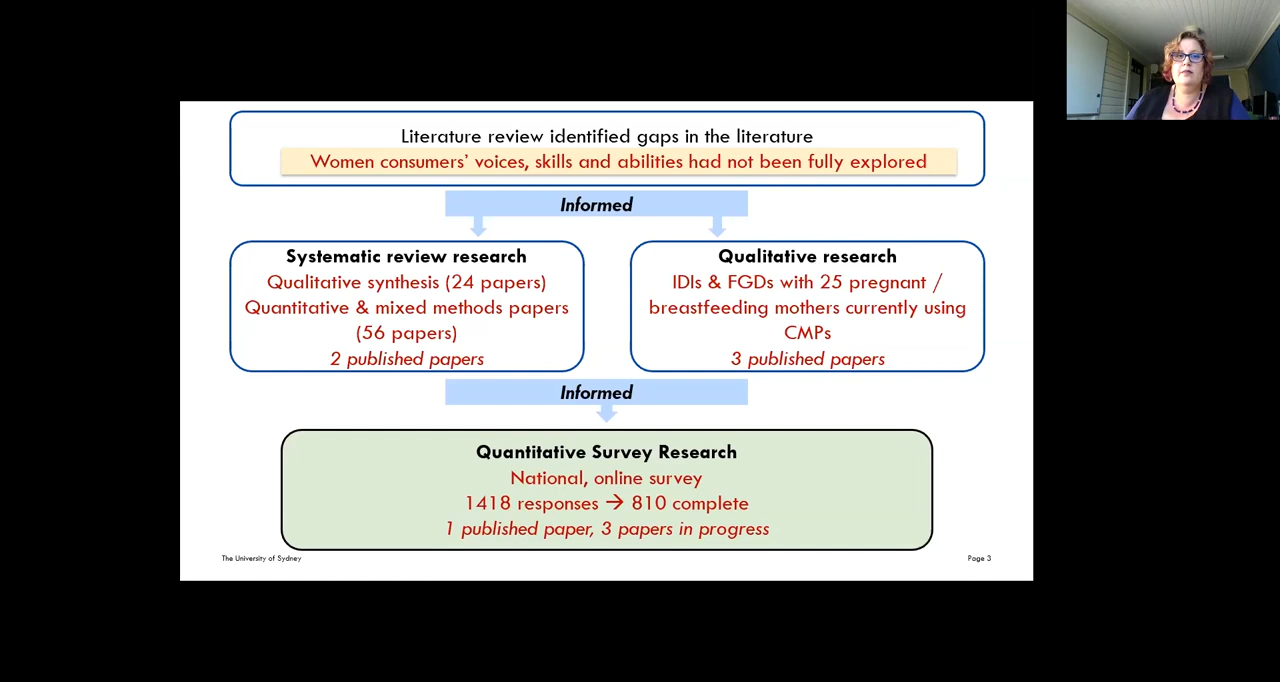 Literature review identified gaps in the literature
Women consumers’ voices, skills and abilities had not been fully explored
Informed
Systematic review research
Qualitative synthesis (24 papers)
Quantitative & mixed methods papers
(56 papers)
2 published papers
Qualitative research
IDIs & FGDs with 25 pregnant /
breastfeeding mothers currently using
CMPs
3 published papers
Informed
Quantitative Survey Research
National, online survey
1418 responses → 810 complete
1 published paper, 3 papers in progress
The University of Sydney
Page 3